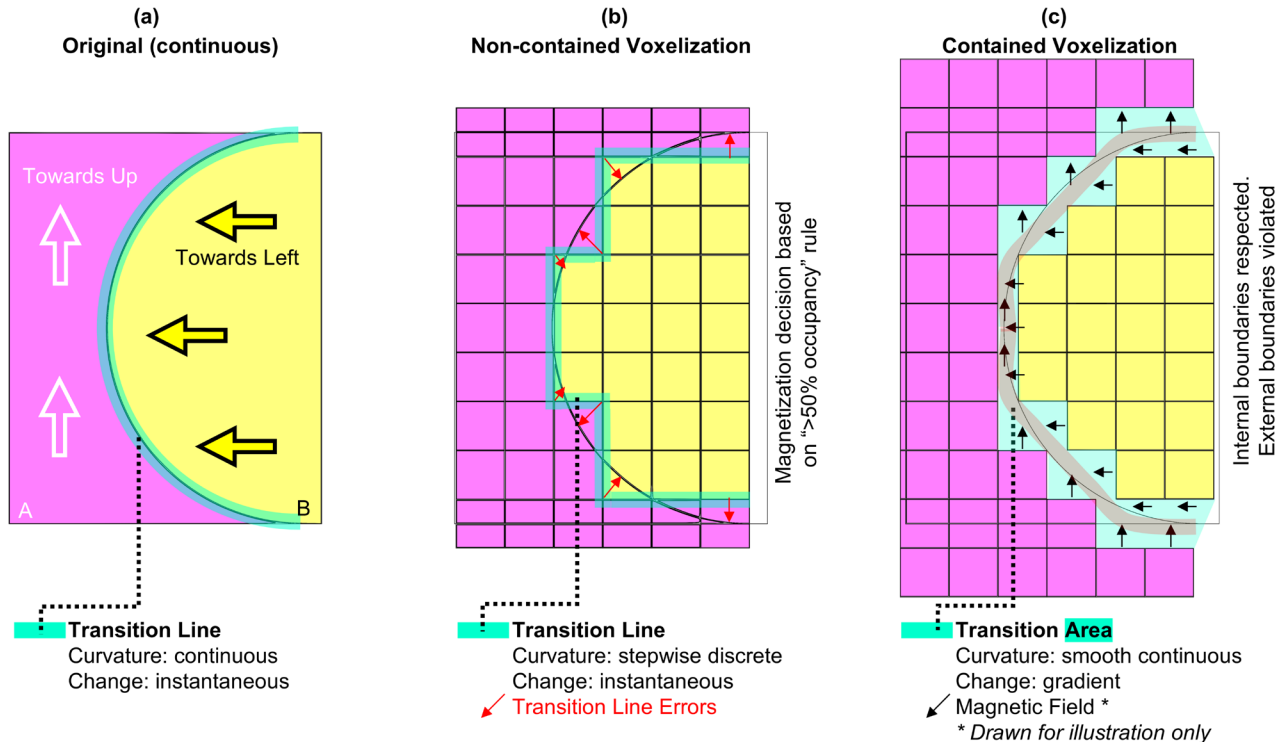 (a)
Original (continuous)
Towards Up
Towards Left
A
B
Transition Line
Curvature: continuous
Change: instantaneous
(b)
Non-contained Voxelization
Magnetization decision based
on “>50% occupancy” rule
Transition Line
Curvature: stepwise discrete
Change: instantaneous
Transition Line Errors
(c)
Contained Voxelization
Internal boundaries respected.
External boundaries violated
Transition Area
Curvature: smooth continuous
Change: gradient
Magnetic Field *
* Drawn for illustration only